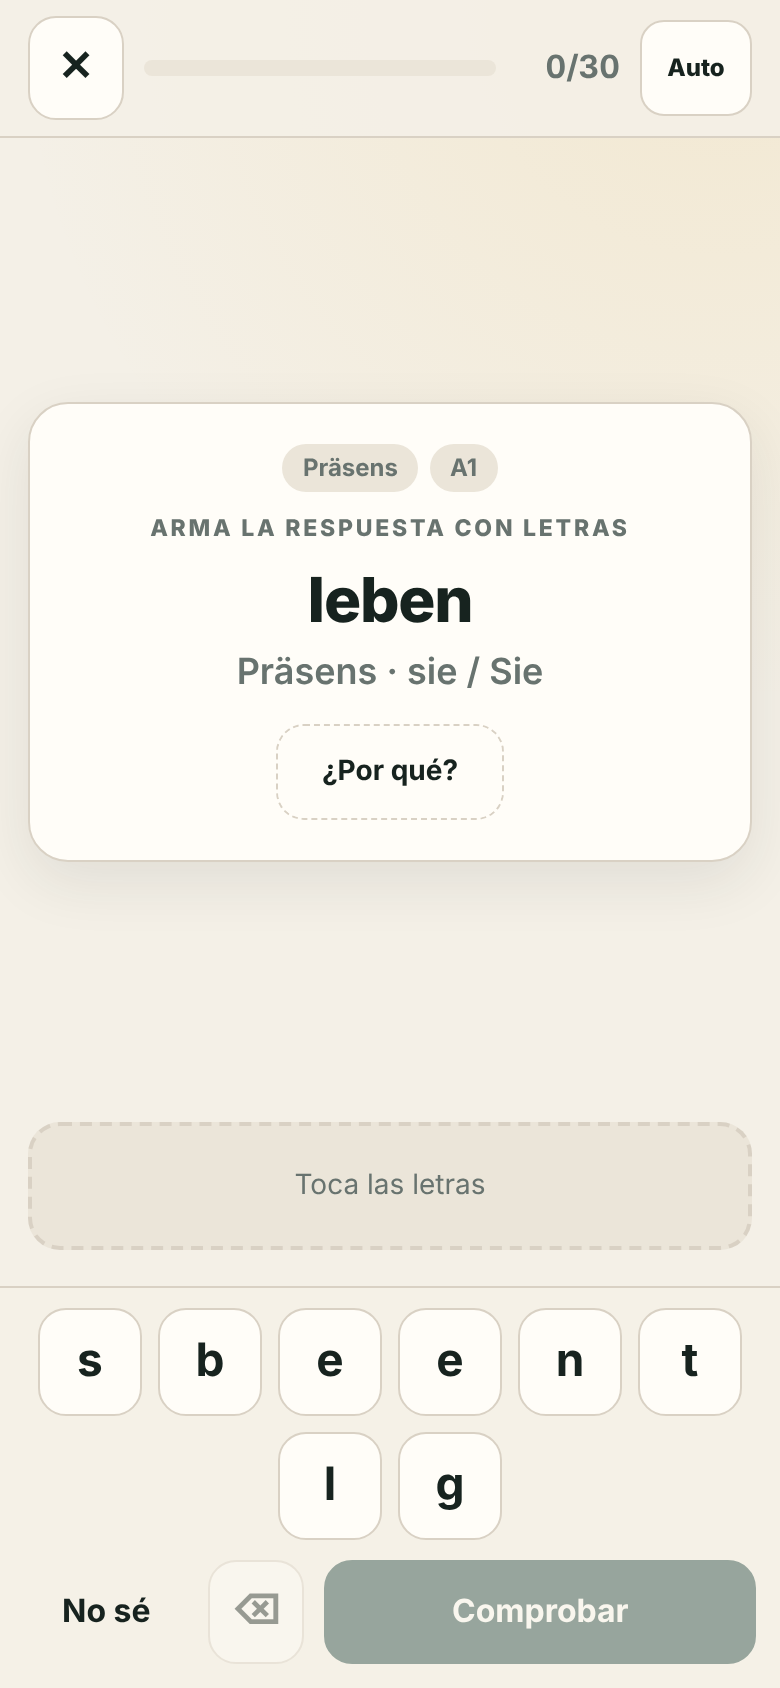 ✕ 0/30 Auto
Präsens A1
ARMA LA RESPUESTA CON LETRAS
leben
Präsens · sie / Sie
¿Por qué?
Toca las letras
s b e e n t
l g
No sé Comprobar